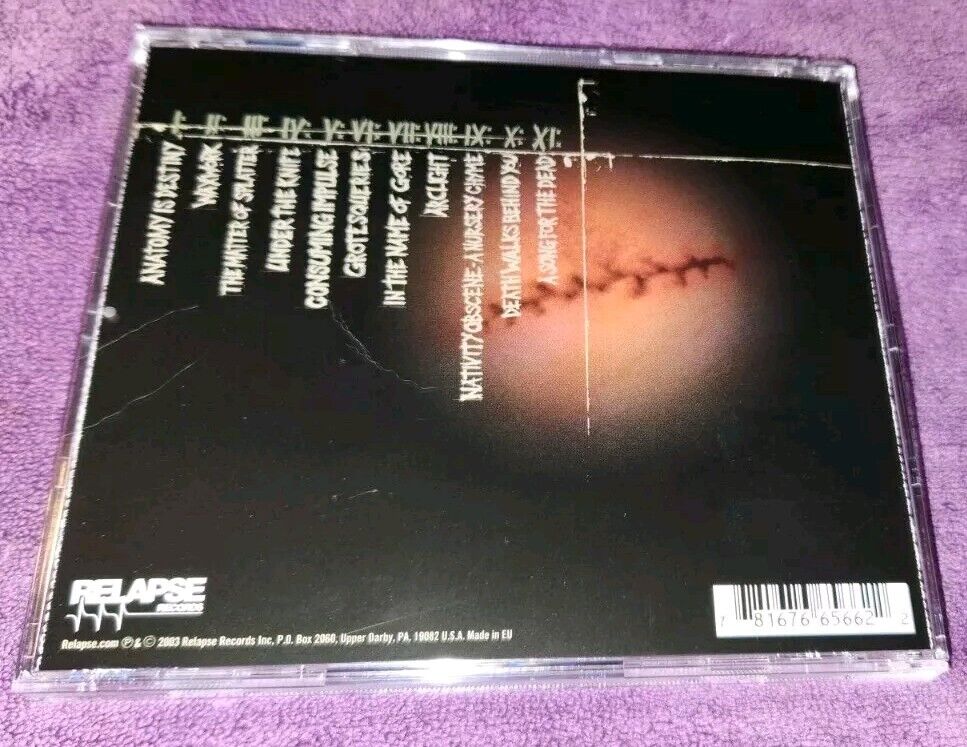 I: ANATOMY IS DESTINY
II: WAXWORK
III: THE MATTER OF SPLATTER
IV: UNDER THE KNIFE
V: CONSUMING IMPULSE
VI: GROTESQUERIES
VII: IN THE NAME OF GORE
VIII: ARCLEIT
IX: NATIVITY OBSCENE - A NURSERY CHYME
X: DEATH WALKS BEHIND YOU
XI: A SONG FOR THE DEAD
RELAPSE
RECORDS
Relapse.com ℗ & © 2003 Relapse Records Inc. P.O. Box 2060, Upper Darby, PA, 19082 U.S.A. Made in EU
7 81676 65662 2